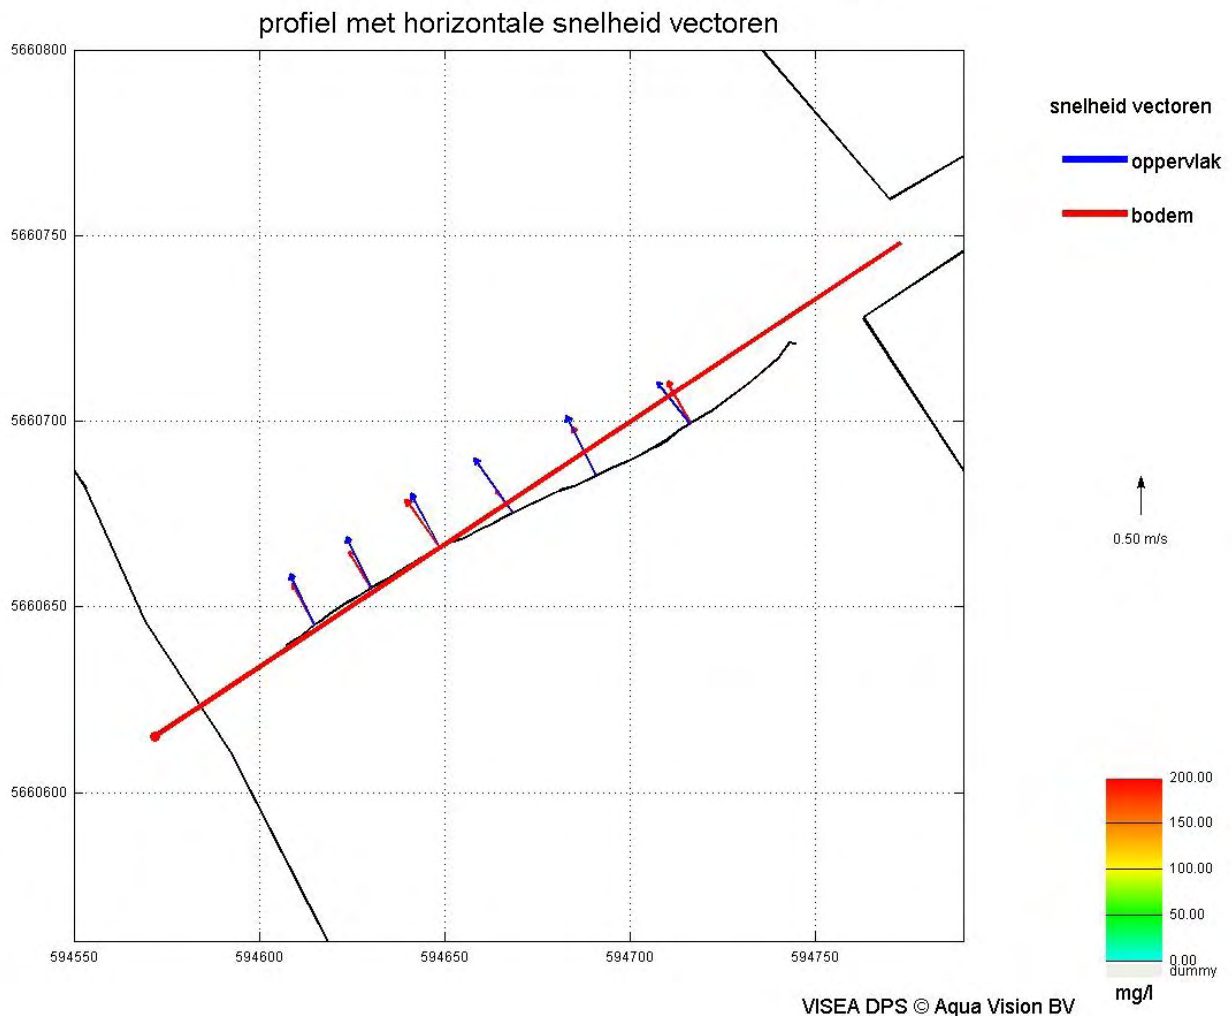 profiel met horizontale snelheid vectoren
5660800
5660750
5660700
5660650
5660600
594550
594600
594650
594700
594750
snelheid vectoren
oppervlak
bodem
0.50 m/s
200.00
150.00
100.00
50.00
0.00
dummy
mg/l
VISEA DPS © Aqua Vision BV